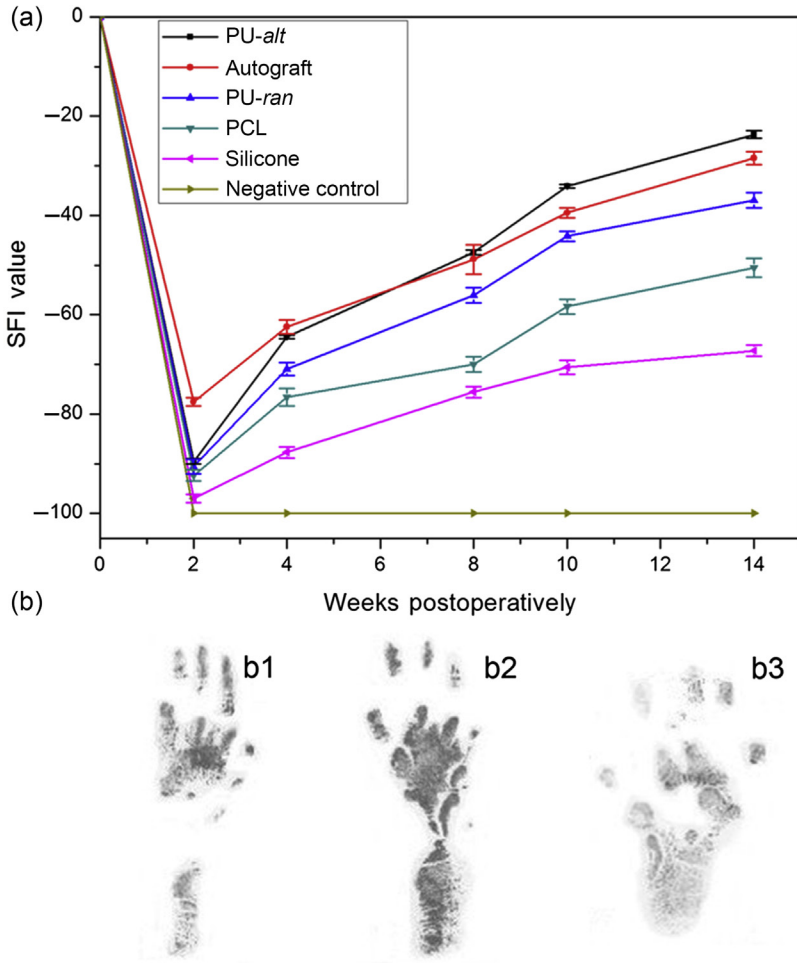 (a)
0
−20
−40
−60
−80
−100
SFI value
PU-alt
Autograft
PU-ran
PCL
Silicone
Negative control
0 2 4 6 8 10 12 14
Weeks postoperatively
(b)
b1 b2 b3